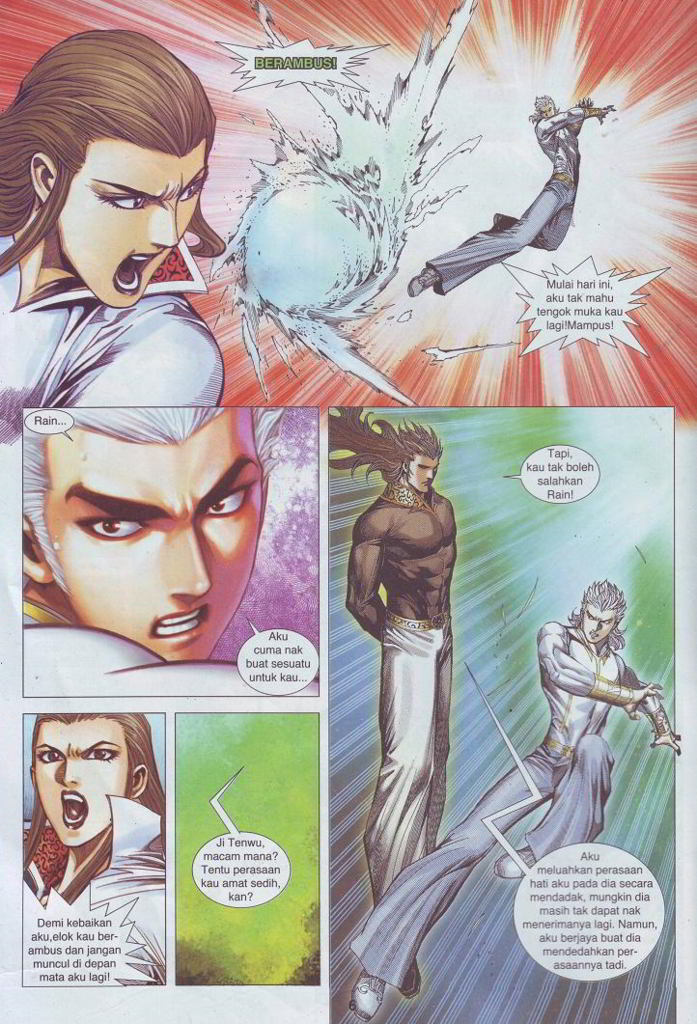 BERAMBUS!
Mulai hari ini,
aku tak mahu
tengok muka kau
lagi!Mampus!
Rain...
Aku
cuma nak
buat sesuatu
untuk kau...
Demi kebaikan
aku,elok kau ber-
ambus dan jangan
muncul di depan
mata aku lagi!
Ji Tenwu,
macam mana?
Tentu perasaan
kau amat sedih,
kan?
Tapi,
kau tak boleh
salahkan
Rain!
Aku
meluahkan perasaan
hati aku pada dia secara
mendadak, mungkin dia
masih tak dapat nak
menerimanya lagi. Namun,
aku berjaya buat dia
mendedahkan per-
asaannya tadi.